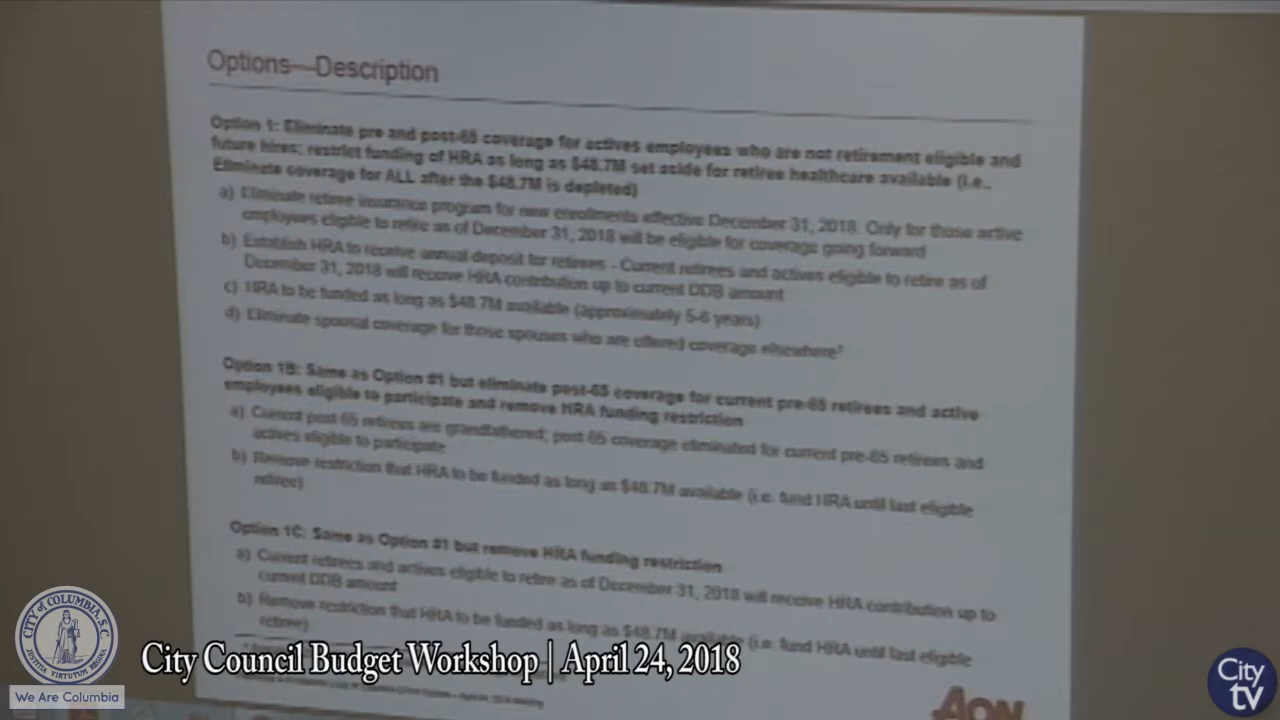 Options—Description
Option 1: Eliminate pre and post-65 coverage for actives employees who are not retirement eligible and
future hires; restrict funding of HRA as long as $48.7M set aside for retiree healthcare available (i.e.,
Eliminate coverage for ALL after the $48.7M is depleted)
a) Eliminate retiree insurance program for new enrollments effective December 31, 2018. Only for those active
employees eligible to retire as of December 31, 2018 will be eligible for coverage going forward
b) Establish HRA to receive annual deposit for retirees - Current retirees and actives eligible to retire as of
December 31, 2018 will receive HRA contribution up to current DDB amount
c) HRA to be funded as long as $48.7M available (approximately 5-6 years)
d) Eliminate spousal coverage for those spouses who are offered coverage elsewhere
Option 1B: Same as Option #1 but eliminate post-65 coverage for current pre-65 retirees and active
employees eligible to participate and remove HRA funding restriction
a) Current post 65 retirees are grandfathered; post 65 coverage eliminated for current pre-65 retirees and
actives eligible to participate
b) Remove restriction that HRA to be funded as long as $48.7M available (i.e. fund HRA until last eligible
retiree)
Option 1C: Same as Option #1 but remove HRA funding restriction
a) Current retirees and actives eligible to retire as of December 31, 2018 will receive HRA contribution up to
current DDB amount
b) Remove restriction that HRA to be funded as long as $48.7M available (i.e. fund HRA until last eligible
retiree)
AON
CITY of COLUMBIA, S.C.
JUSTITIA VIRTUTUM REGINA
We Are Columbia
City Council Budget Workshop | April 24, 2018
City
tv